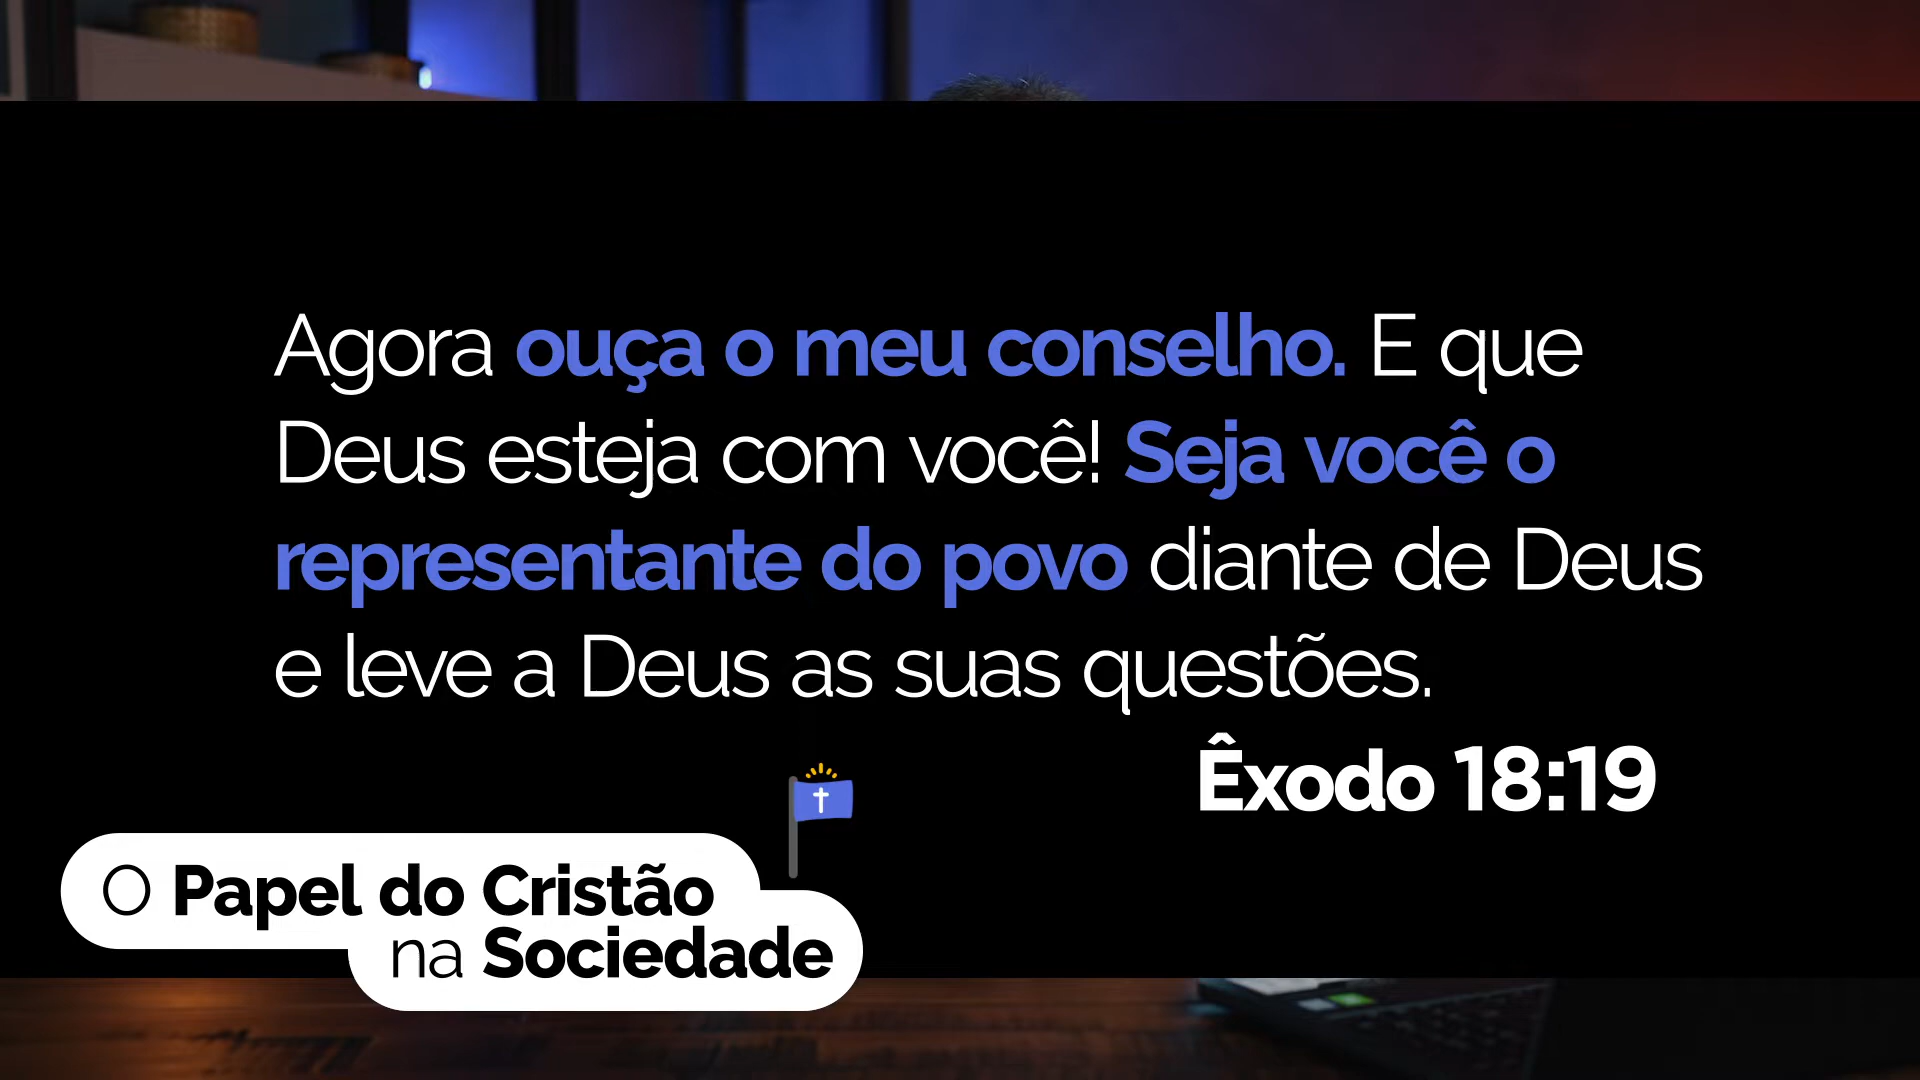 Agora ouça o meu conselho. E que
Deus esteja com você! Seja você o
representante do povo diante de Deus
e leve a Deus as suas questões.
Êxodo 18:19
O Papel do Cristão
na Sociedade